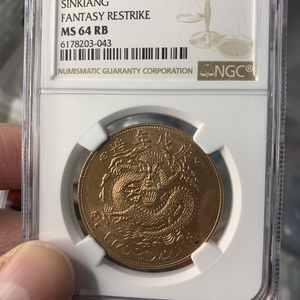 SINKIANG
FANTASY RESTRIKE
MS 64 RB
6178203-043
NUMISMATIC GUARANTY CORPORATION
NGC